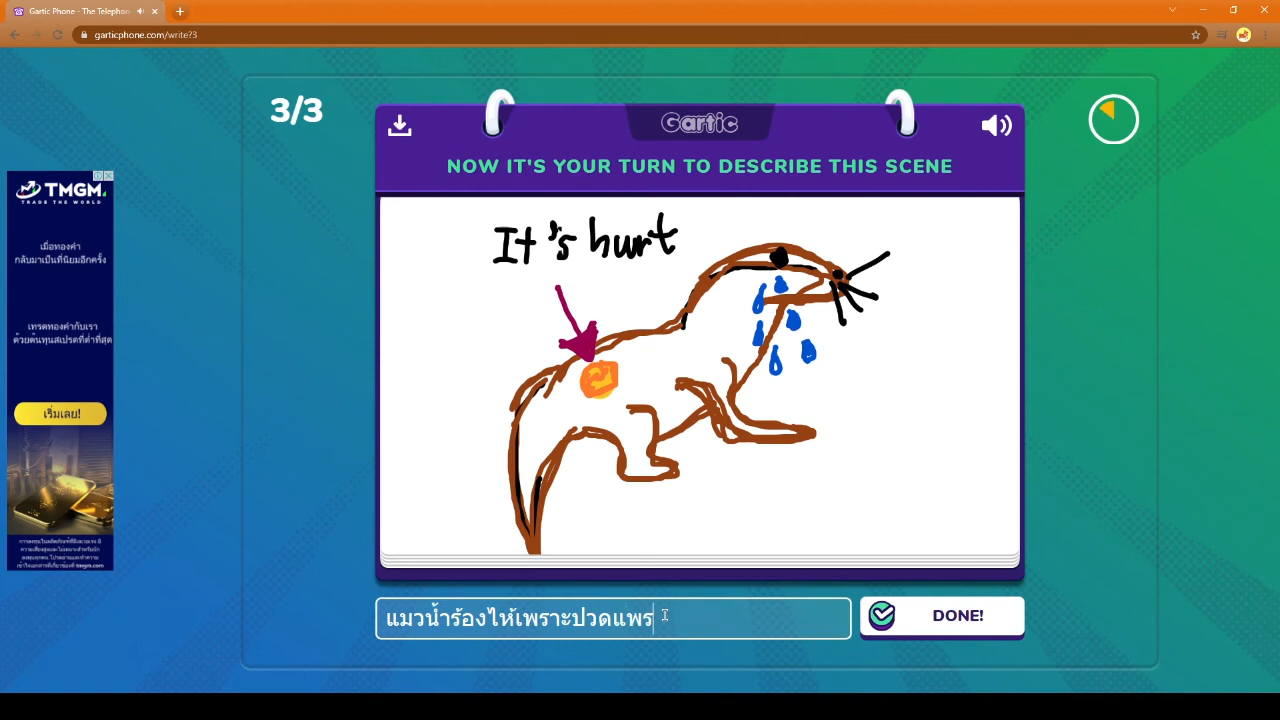 Gartic Phone - The Telephon
garticphone.com/write?3
3/3
Gartic
NOW IT'S YOUR TURN TO DESCRIBE THIS SCENE
It's hurt
TMGM
TRADE THE WORLD
เมื่อทองคำ
กลับมาเป็นที่นิยมอีกครั้ง
เทรดทองคำกับเรา
ด้วยต้นทุนสเปรดที่ต่ำที่สุด
เริ่มเลย!
แมวน้ำร้องไห้เพราะปวดแพร
DONE!